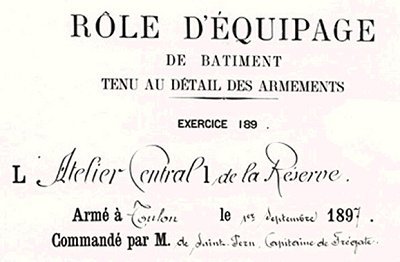 RÔLE D'ÉQUIPAGE
DE BATIMENT
TENU AU DÉTAIL DES ARMEMENTS
EXERCICE 189 .
L'Atelier Central 1 de la Réserve.
Armé à Toulon le 1er Septembre 1897.
Commandé par M. de Saint-Pern, Capitaine de Frégate.